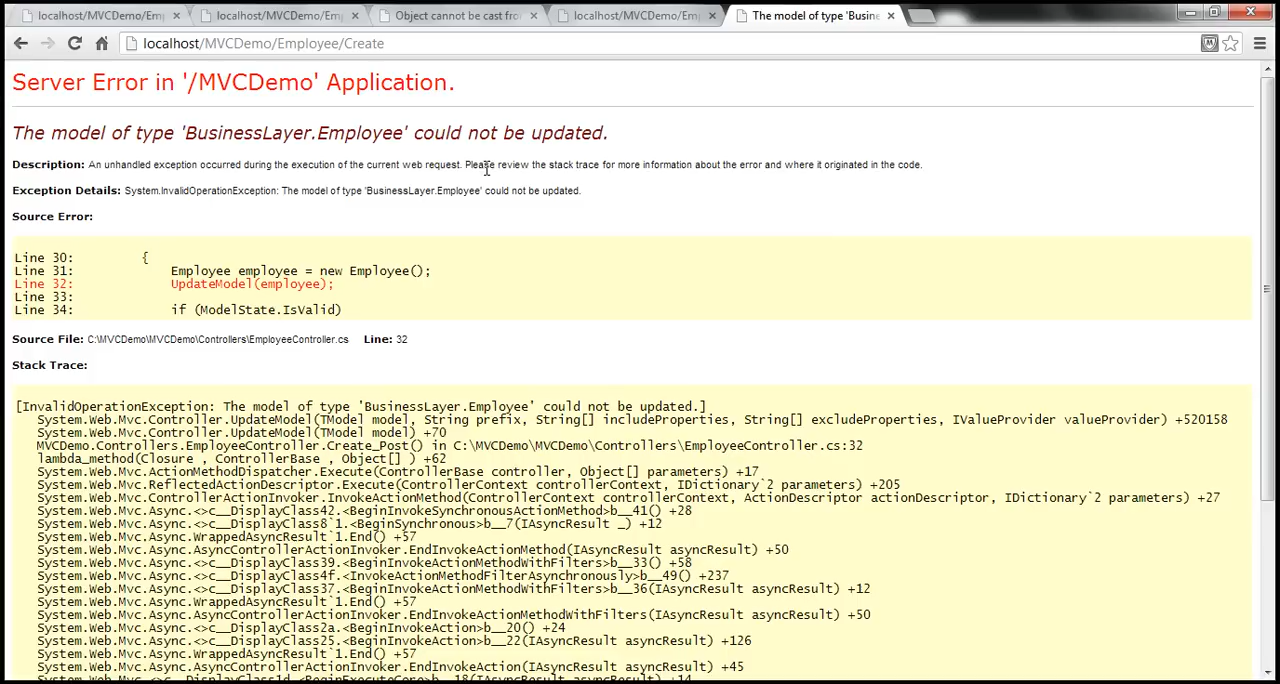 localhost/MVCDemo/Emp
localhost/MVCDemo/Emp
Object cannot be cast fro
localhost/MVCDemo/Emp
The model of type 'Busine
localhost/MVCDemo/Employee/Create
Server Error in '/MVCDemo' Application.
The model of type 'BusinessLayer.Employee' could not be updated.
Description: An unhandled exception occurred during the execution of the current web request. Please review the stack trace for more information about the error and where it originated in the code.
Exception Details: System.InvalidOperationException: The model of type 'BusinessLayer.Employee' could not be updated.
Source Error:
Line 30: {
Line 31: Employee employee = new Employee();
Line 32: UpdateModel(employee);
Line 33:
Line 34: if (ModelState.IsValid)
Source File: C:\MVCDemo\MVCDemo\Controllers\EmployeeController.cs Line: 32
Stack Trace:
[InvalidOperationException: The model of type 'BusinessLayer.Employee' could not be updated.]
System.Web.Mvc.Controller.UpdateModel(TModel model, String prefix, String[] includeProperties, String[] excludeProperties, IValueProvider valueProvider) +520158
System.Web.Mvc.Controller.UpdateModel(TModel model) +70
MVCDemo.Controllers.EmployeeController.Create_Post() in C:\MVCDemo\MVCDemo\Controllers\EmployeeController.cs:32
lambda_method(Closure , ControllerBase , Object[] ) +62
System.Web.Mvc.ActionMethodDispatcher.Execute(ControllerBase controller, Object[] parameters) +17
System.Web.Mvc.ReflectedActionDescriptor.Execute(ControllerContext controllerContext, IDictionary`2 parameters) +205
System.Web.Mvc.ControllerActionInvoker.InvokeActionMethod(ControllerContext controllerContext, ActionDescriptor actionDescriptor, IDictionary`2 parameters) +27
System.Web.Mvc.Async.<>c__DisplayClass42.<BeginInvokeSynchronousActionMethod>b__41() +28
System.Web.Mvc.Async.<>c__DisplayClass8`1.<BeginSynchronous>b__7(IAsyncResult _) +12
System.Web.Mvc.Async.WrappedAsyncResult`1.End() +57
System.Web.Mvc.Async.AsyncControllerActionInvoker.EndInvokeActionMethod(IAsyncResult asyncResult) +50
System.Web.Mvc.Async.<>c__DisplayClass39.<BeginInvokeActionMethodWithFilters>b__33() +58
System.Web.Mvc.Async.<>c__DisplayClass4f.<InvokeActionMethodFilterAsynchronously>b__49() +237
System.Web.Mvc.Async.<>c__DisplayClass37.<BeginInvokeActionMethodWithFilters>b__36(IAsyncResult asyncResult) +12
System.Web.Mvc.Async.WrappedAsyncResult`1.End() +57
System.Web.Mvc.Async.AsyncControllerActionInvoker.EndInvokeActionMethodWithFilters(IAsyncResult asyncResult) +50
System.Web.Mvc.Async.<>c__DisplayClass2a.<BeginInvokeAction>b__20() +24
System.Web.Mvc.Async.<>c__DisplayClass25.<BeginInvokeAction>b__22(IAsyncResult asyncResult) +126
System.Web.Mvc.Async.WrappedAsyncResult`1.End() +57
System.Web.Mvc.Async.AsyncControllerActionInvoker.EndInvokeAction(IAsyncResult asyncResult) +45
System.Web.Mvc.<>c__DisplayClass1d.<BeginExecuteCore>b__18(IAsyncResult asyncResult) +14